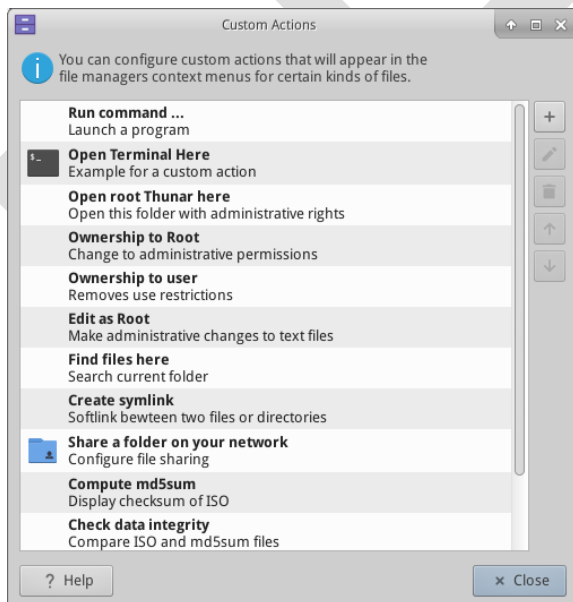 Custom Actions
You can configure custom actions that will appear in the
file managers context menus for certain kinds of files.
Run command ...
Launch a program
$_
Open Terminal Here
Example for a custom action
Open root Thunar here
Open this folder with administrative rights
Ownership to Root
Change to administrative permissions
Ownership to user
Removes use restrictions
Edit as Root
Make administrative changes to text files
Find files here
Search current folder
Create symlink
Softlink bewteen two files or directories
Share a folder on your network
Configure file sharing
Compute md5sum
Display checksum of ISO
Check data integrity
Compare ISO and md5sum files
? Help
× Close